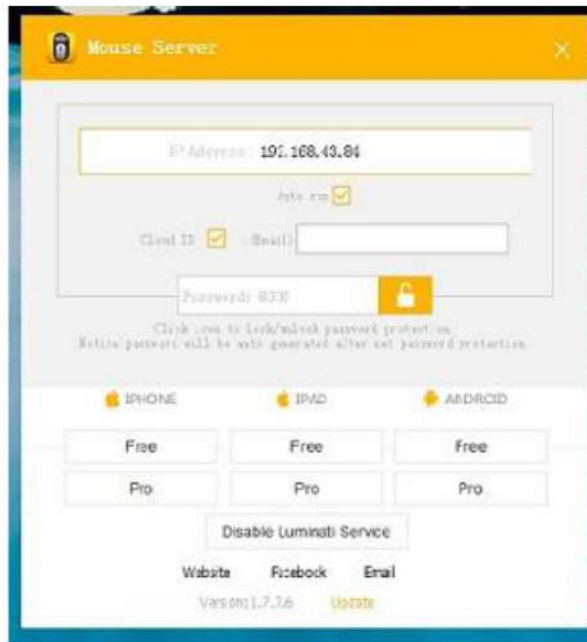 Mouse Server
IP Address: 192.168.43.84
Auto run
Cloud ID (Email)
Password:
Click icon to Lock/unlock password protection.
Notice password will be auto generated after set password protection.
IPHONE IPAD ANDROID
Free Free Free
Pro Pro Pro
Disable Luminati Service
Website Facebook Email
Version:1.7.7.6 Update